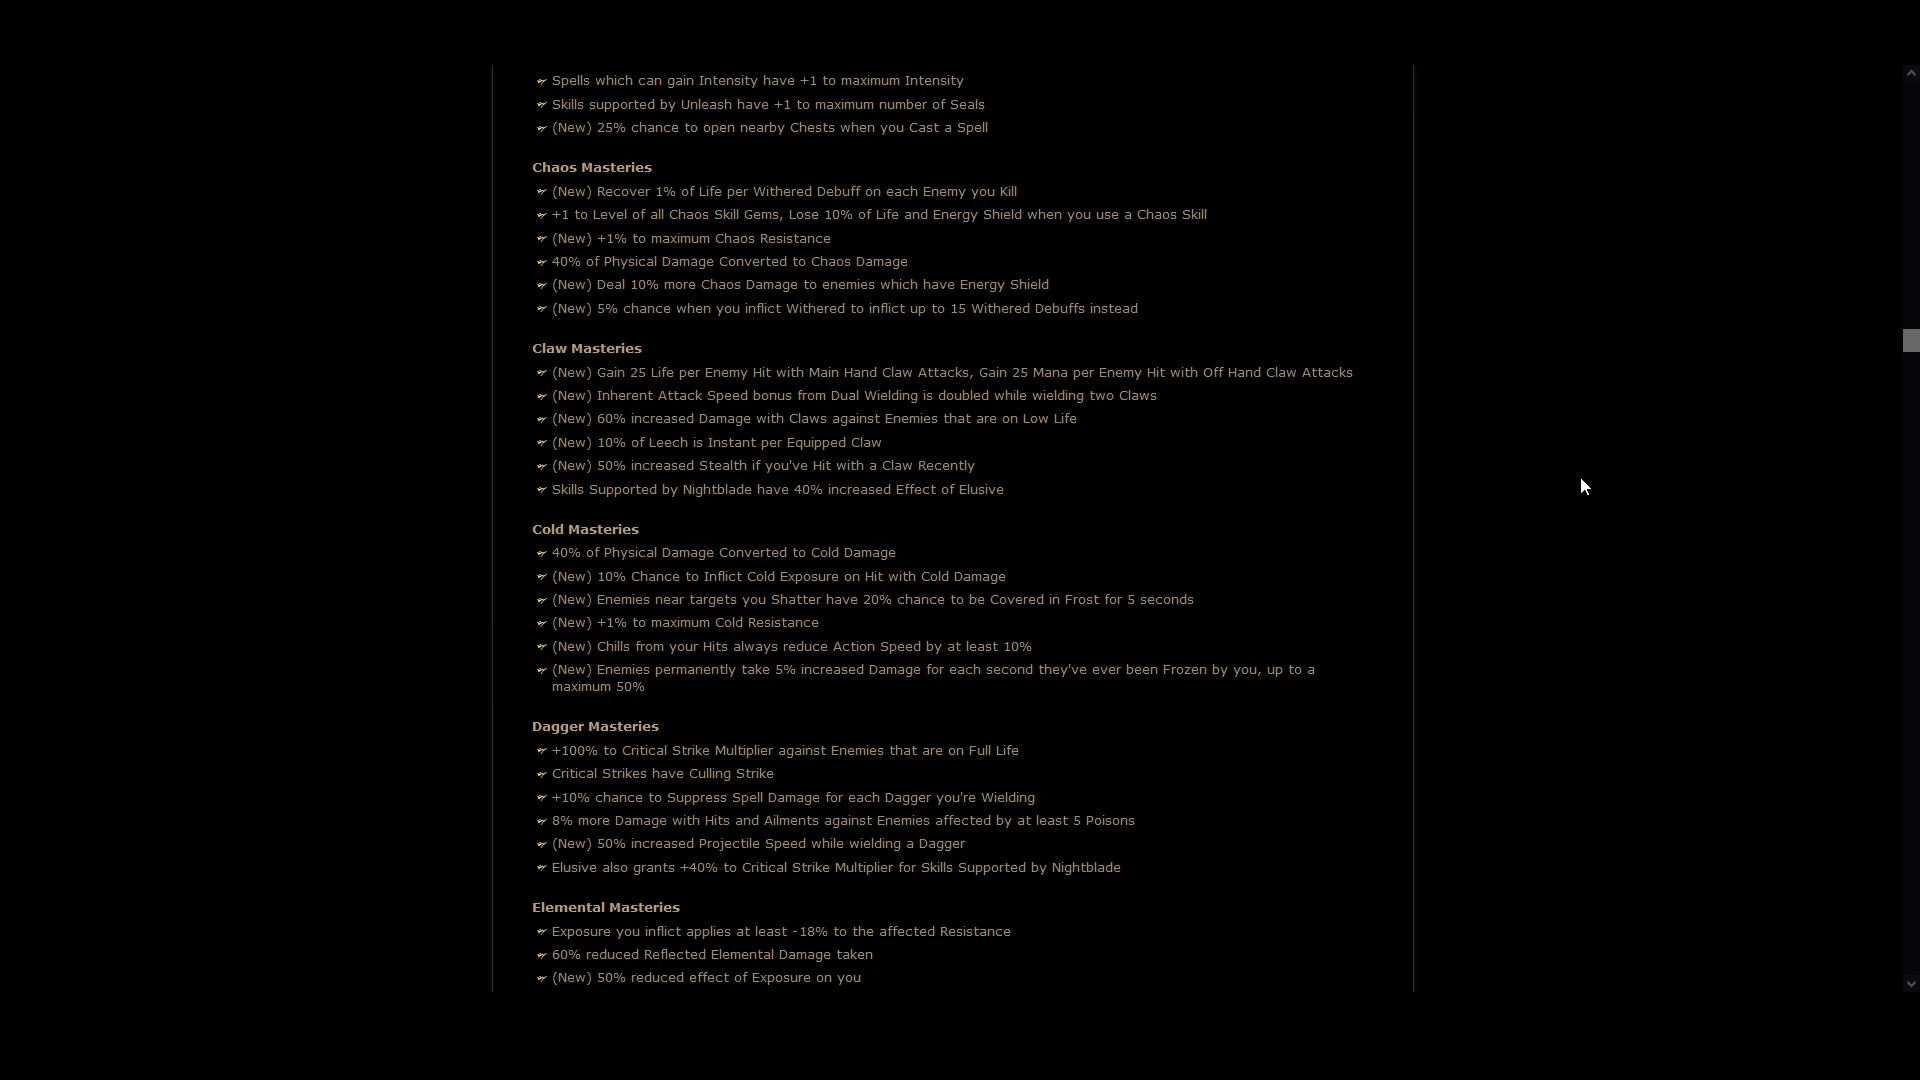 Spells which can gain Intensity have +1 to maximum Intensity
Skills supported by Unleash have +1 to maximum number of Seals
(New) 25% chance to open nearby Chests when you Cast a Spell
Chaos Masteries
(New) Recover 1% of Life per Withered Debuff on each Enemy you Kill
+1 to Level of all Chaos Skill Gems, Lose 10% of Life and Energy Shield when you use a Chaos Skill
(New) +1% to maximum Chaos Resistance
40% of Physical Damage Converted to Chaos Damage
(New) Deal 10% more Chaos Damage to enemies which have Energy Shield
(New) 5% chance when you inflict Withered to inflict up to 15 Withered Debuffs instead
Claw Masteries
(New) Gain 25 Life per Enemy Hit with Main Hand Claw Attacks, Gain 25 Mana per Enemy Hit with Off Hand Claw Attacks
(New) Inherent Attack Speed bonus from Dual Wielding is doubled while wielding two Claws
(New) 60% increased Damage with Claws against Enemies that are on Low Life
(New) 10% of Leech is Instant per Equipped Claw
(New) 50% increased Stealth if you've Hit with a Claw Recently
Skills Supported by Nightblade have 40% increased Effect of Elusive
Cold Masteries
40% of Physical Damage Converted to Cold Damage
(New) 10% Chance to Inflict Cold Exposure on Hit with Cold Damage
(New) Enemies near targets you Shatter have 20% chance to be Covered in Frost for 5 seconds
(New) +1% to maximum Cold Resistance
(New) Chills from your Hits always reduce Action Speed by at least 10%
(New) Enemies permanently take 5% increased Damage for each second they've ever been Frozen by you, up to a
maximum 50%
Dagger Masteries
+100% to Critical Strike Multiplier against Enemies that are on Full Life
Critical Strikes have Culling Strike
+10% chance to Suppress Spell Damage for each Dagger you're Wielding
8% more Damage with Hits and Ailments against Enemies affected by at least 5 Poisons
(New) 50% increased Projectile Speed while wielding a Dagger
Elusive also grants +40% to Critical Strike Multiplier for Skills Supported by Nightblade
Elemental Masteries
Exposure you inflict applies at least -18% to the affected Resistance
60% reduced Reflected Elemental Damage taken
(New) 50% reduced effect of Exposure on you